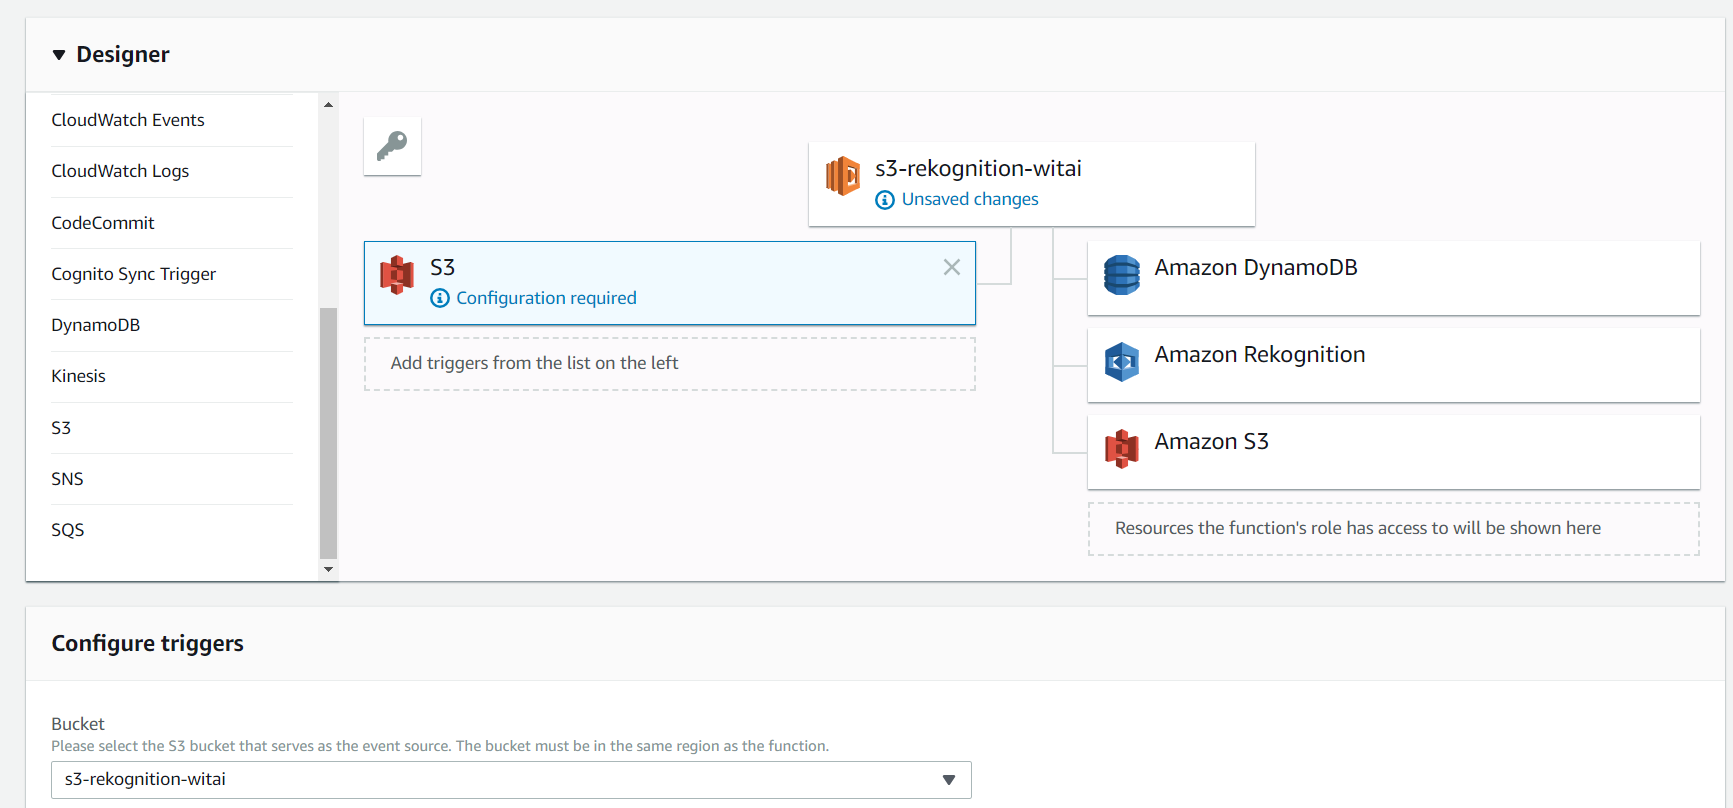 Designer
CloudWatch Events
CloudWatch Logs
CodeCommit
Cognito Sync Trigger
DynamoDB
Kinesis
S3
SNS
SQS
s3-rekognition-witai
Unsaved changes
S3
Configuration required
Add triggers from the list on the left
Amazon DynamoDB
Amazon Rekognition
Amazon S3
Resources the function's role has access to will be shown here
Configure triggers
Bucket
Please select the S3 bucket that serves as the event source. The bucket must be in the same region as the function.
s3-rekognition-witai